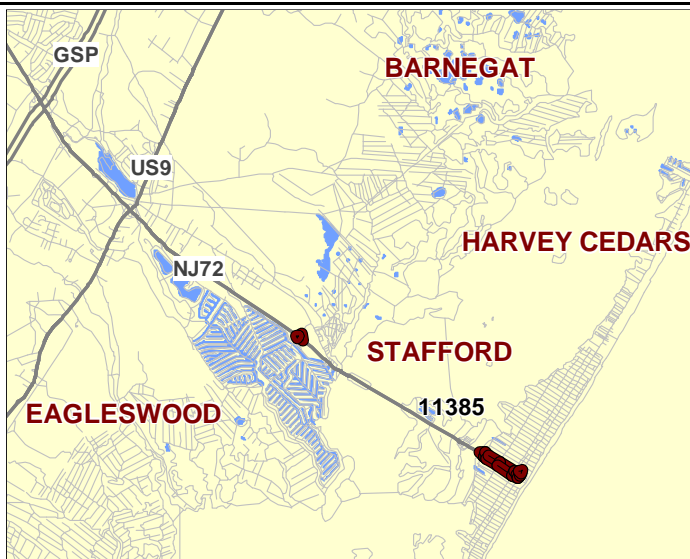 GSP
BARNEGAT
US9
HARVEY CEDARS
NJ72
STAFFORD
11385
EAGLESWOOD